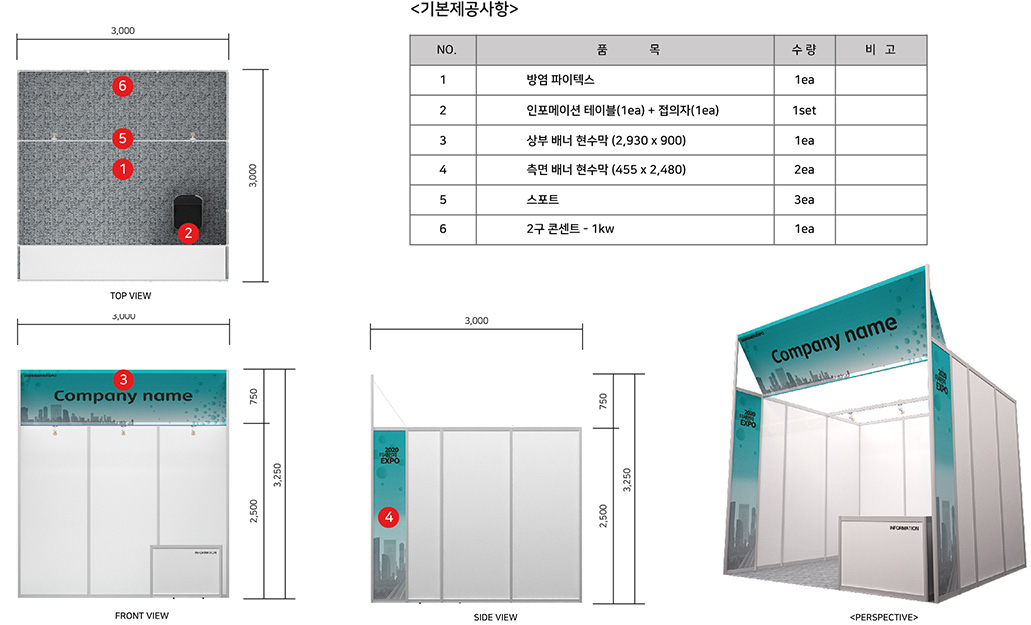 <기본제공사항>
NO. 품 목 수 량 비 고
1 방염 파이텍스 1ea
2 인포메이션 테이블(1ea) + 접의자(1ea) 1set
3 상부 배너 현수막 (2,930 x 900) 1ea
4 측면 배너 현수막 (455 x 2,480) 2ea
5 스포트 3ea
6 2구 콘센트 - 1kw 1ea
3,000
6
5
1
2
3,000
TOP VIEW
3,000
3
Company name
INFORMATION
750
2,500
3,250
FRONT VIEW
3,000
2020
EXPO
4
750
2,500
3,250
SIDE VIEW
Company name
2020
EXPO
EXPO
INFORMATION
<PERSPECTIVE>